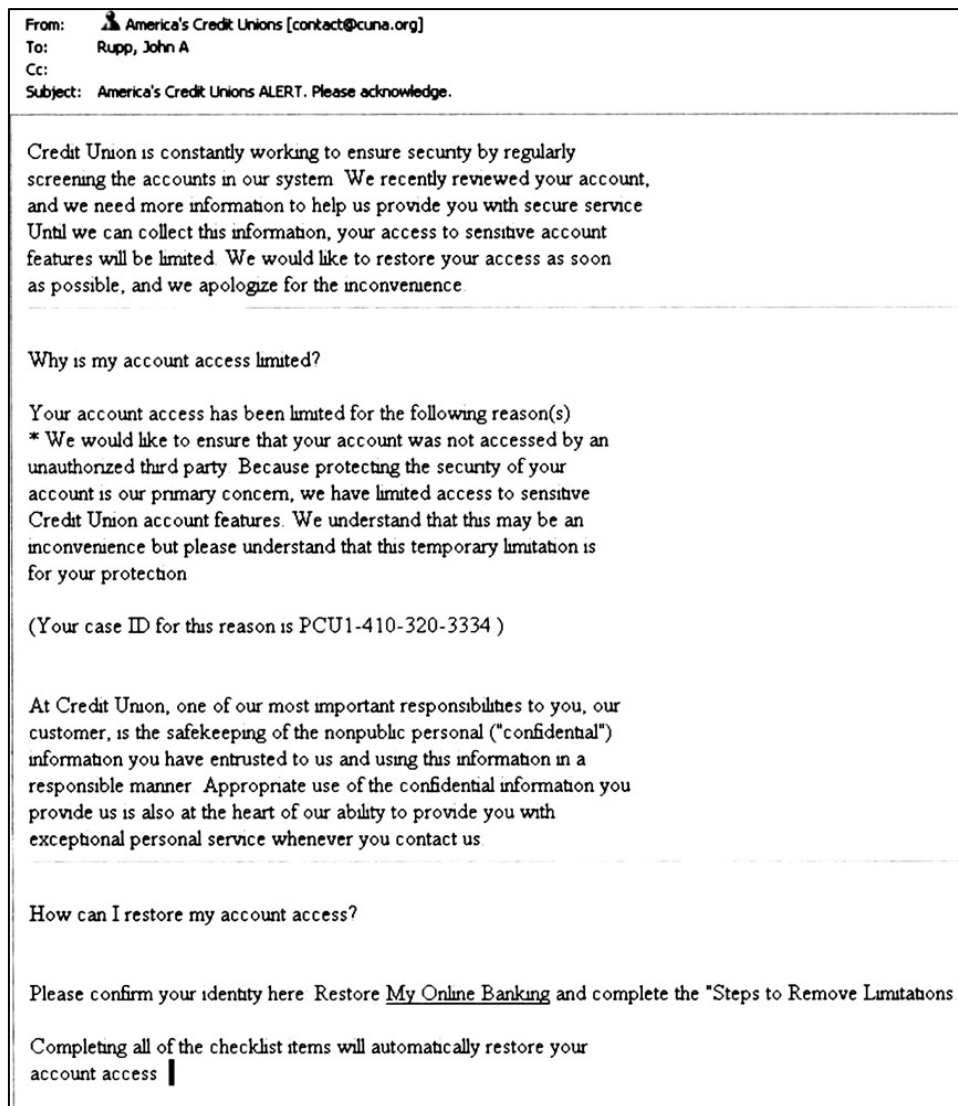 From: America's Credit Unions [contact@cuna.org]
To: Rupp, John A
Cc:
Subject: America's Credit Unions ALERT. Please acknowledge.
Credit Union is constantly working to ensure security by regularly
screening the accounts in our system We recently reviewed your account,
and we need more information to help us provide you with secure service
Until we can collect this information, your access to sensitive account
features will be limited. We would like to restore your access as soon
as possible, and we apologize for the inconvenience
Why is my account access limited?
Your account access has been limited for the following reason(s)
* We would like to ensure that your account was not accessed by an
unauthorized third party. Because protecting the security of your
account is our primary concern, we have limited access to sensitive
Credit Union account features. We understand that this may be an
inconvenience but please understand that this temporary limitation is
for your protection
(Your case ID for this reason is PCU1-410-320-3334 )
At Credit Union, one of our most important responsibilities to you, our
customer, is the safekeeping of the nonpublic personal ("confidential")
information you have entrusted to us and using this information in a
responsible manner Appropriate use of the confidential information you
provide us is also at the heart of our ability to provide you with
exceptional personal service whenever you contact us
How can I restore my account access?
Please confirm your identity here Restore My Online Banking and complete the "Steps to Remove Limitations
Completing all of the checklist items will automatically restore your
account access